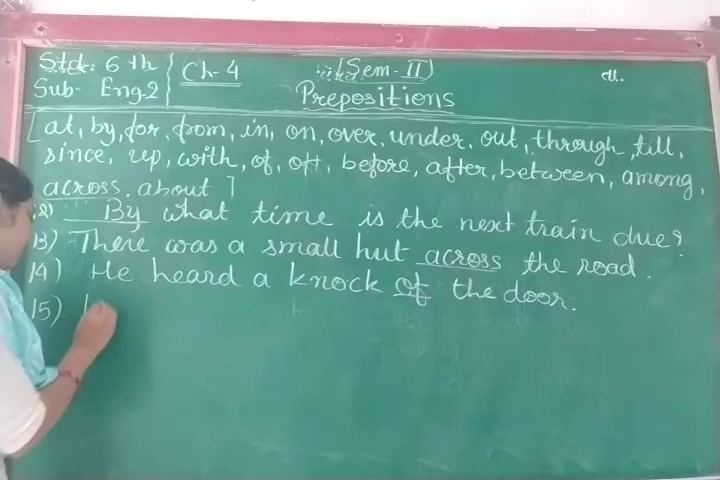 Std: 6 th
Sub- Eng-2
Ch-4
(Sem-II)
dt.
Prepositions
[at, by, for, from, in, on, over, under, out, through, till,
since, up, with, of, off, before, after, between, among,
across, about]
12) By what time is the next train due?
13) There was a small hut across the road.
14) He heard a knock of the door.
15)